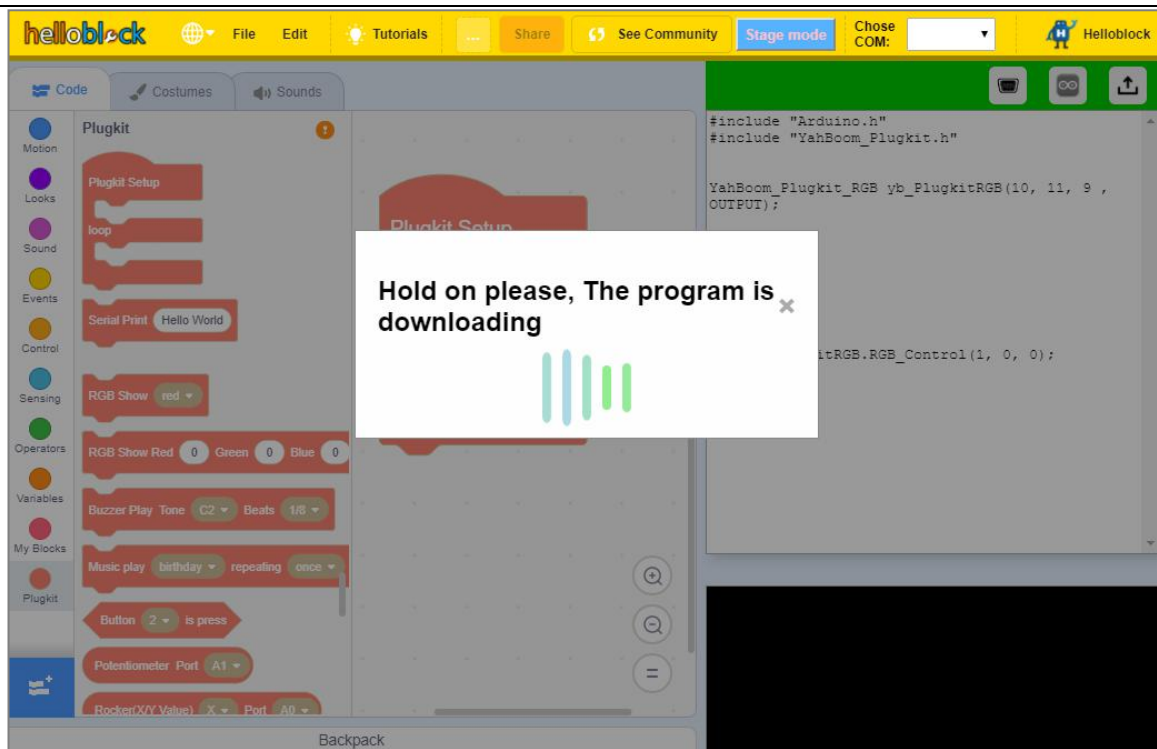 helloblock
File
Edit
Tutorials
...
Share
See Community
Stage mode
Chose
COM:
Helloblock
Code
Costumes
Sounds
Motion
Looks
Sound
Events
Control
Sensing
Operators
Variables
My Blocks
Plugkit
Plugkit
Plugkit Setup
loop
Serial Print Hello World
RGB Show red
RGB Show Red 0 Green 0 Blue 0
Buzzer Play Tone C2 Beats 1/8
Music play birthday repeating once
Button 2 is press
Potentiometer Port A1
Rocker(X/Y Value) X Port A0
Plugkit Setup
Hold on please, The program is
downloading
×
#include "Arduino.h"
#include "YahBoom_Plugkit.h"
YahBoom_Plugkit_RGB yb_PlugkitRGB(10, 11, 9 ,
OUTPUT);
itRGB.RGB_Control(1, 0, 0);
Backpack